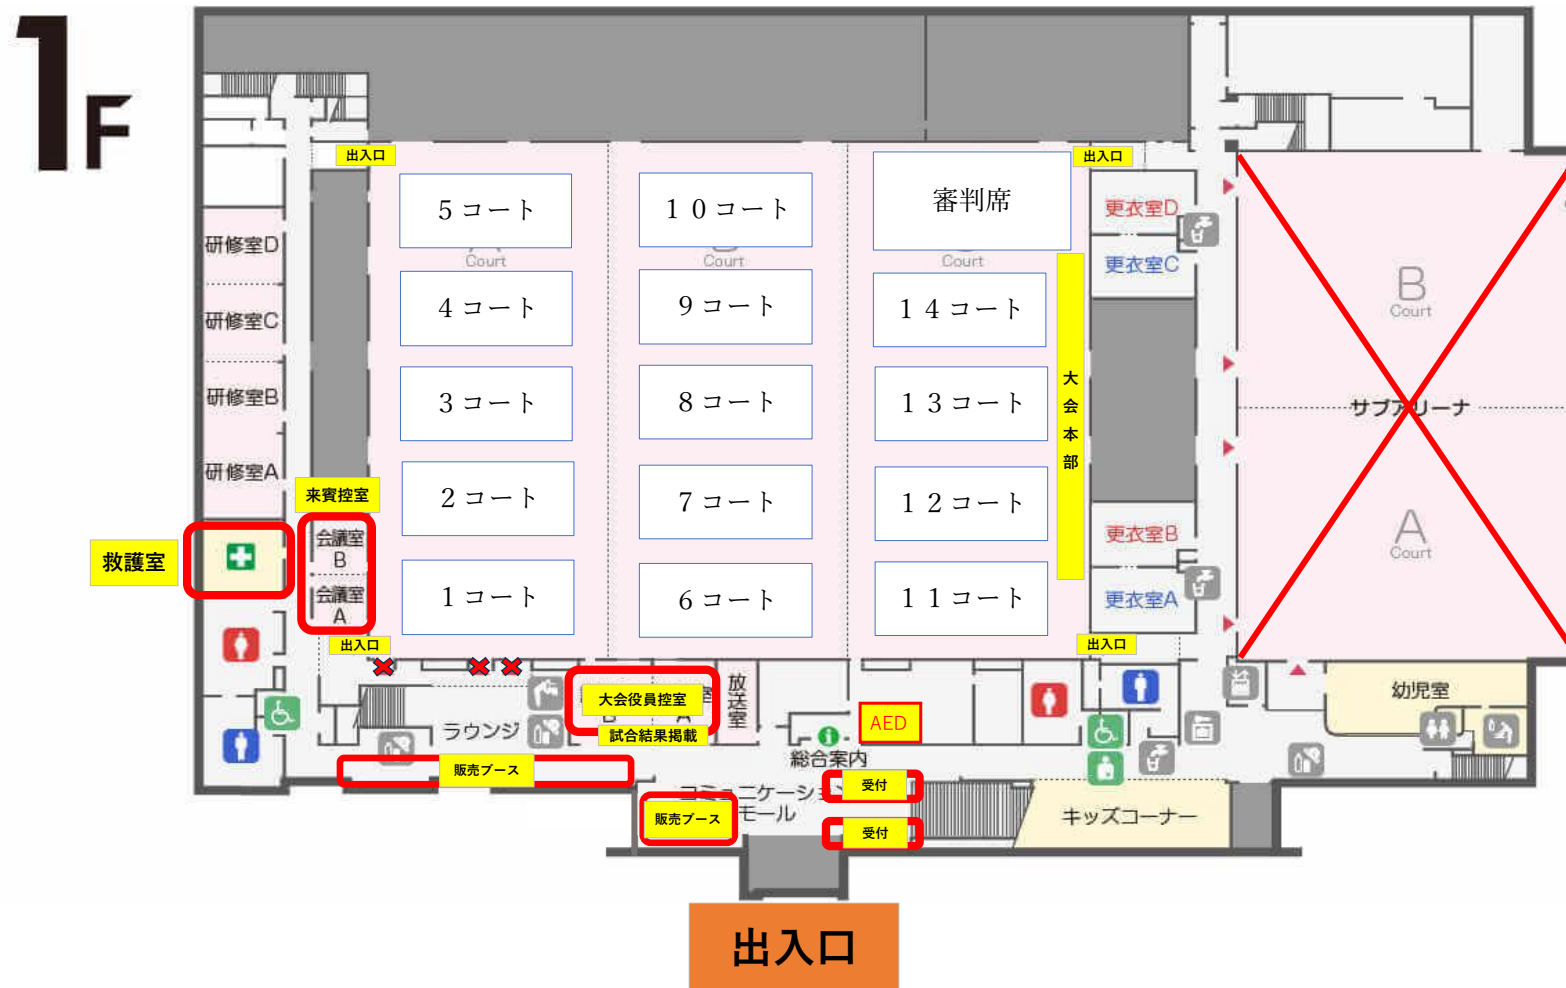 1F
出入口
出入口
5コート
10コート
審判席
Court
Court
Court
4コート
9コート
14コート
3コート
8コート
13コート
2コート
7コート
12コート
1コート
6コート
11コート
大会本部
更衣室D
更衣室C
更衣室B
更衣室A
B
Court
サブアリーナ
A
Court
研修室D
研修室C
研修室B
研修室A
来賓控室
救護室
会議室
B
会議室
A
出入口
出入口
大会役員控室
室
B
A
試合結果掲載
放送室
ラウンジ
AED
総合案内
幼児室
販売ブース
コミュニケーション
モール
販売ブース
受付
受付
キッズコーナー
出入口